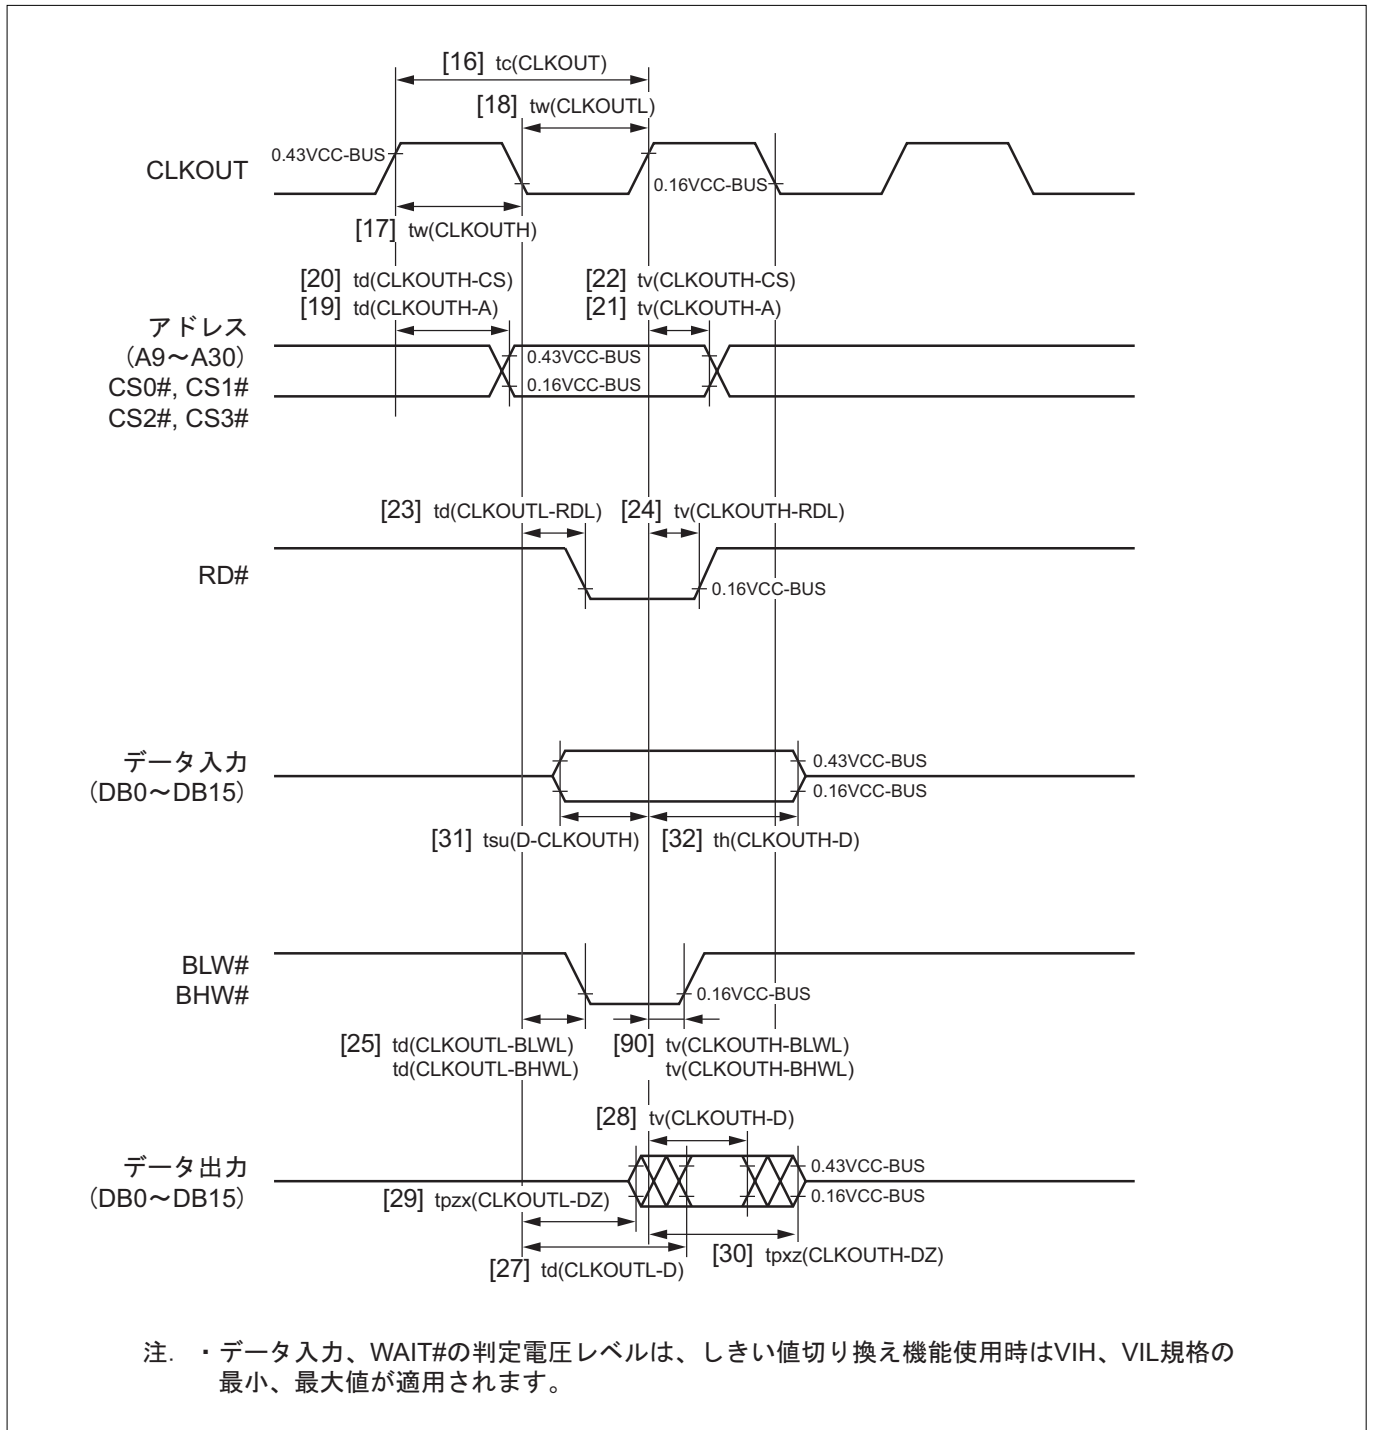 [16] tc(CLKOUT)
[18] tw(CLKOUTL)
0.43VCC-BUS
CLKOUT
0.16VCC-BUS
[17] tw(CLKOUTH)
[20] td(CLKOUTH-CS)
[22] tv(CLKOUTH-CS)
[19] td(CLKOUTH-A)
[21] tv(CLKOUTH-A)
アドレス
(A9～A30)
CS0#, CS1#
CS2#, CS3#
0.43VCC-BUS
0.16VCC-BUS
[23] td(CLKOUTL-RDL)
[24] tv(CLKOUTH-RDL)
RD#
0.16VCC-BUS
データ入力
(DB0～DB15)
0.43VCC-BUS
0.16VCC-BUS
[31] tsu(D-CLKOUTH)
[32] th(CLKOUTH-D)
BLW#
BHW#
0.16VCC-BUS
[25] td(CLKOUTL-BLWL)
td(CLKOUTL-BHWL)
[90] tv(CLKOUTH-BLWL)
tv(CLKOUTH-BHWL)
[28] tv(CLKOUTH-D)
データ出力
(DB0～DB15)
0.43VCC-BUS
0.16VCC-BUS
[29] tpzx(CLKOUTL-DZ)
[30] tpxz(CLKOUTH-DZ)
[27] td(CLKOUTL-D)
注. ・データ入力、WAIT#の判定電圧レベルは、しきい値切り換え機能使用時はVIH、VIL規格の
最小、最大値が適用されます。